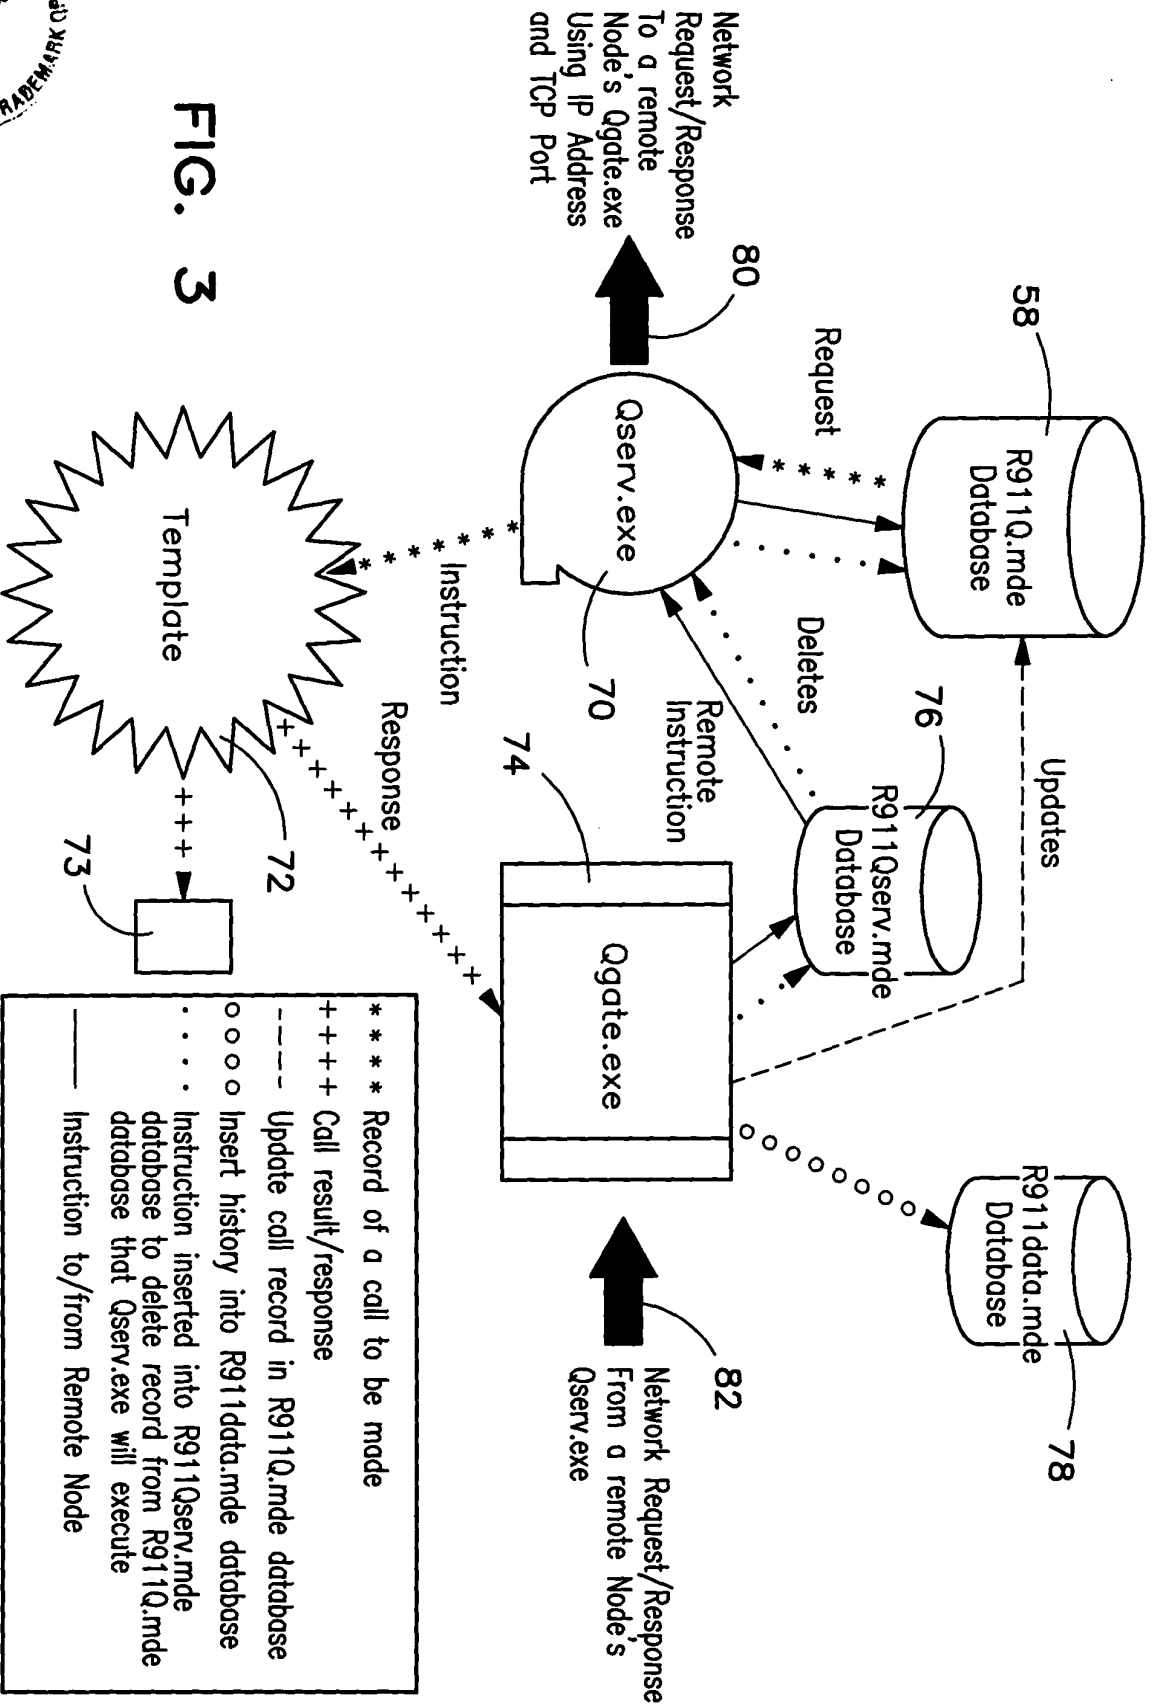 58
R911Q.mde
Database
Updates
R911data.mde
Database
78
76
R911Qserv.mde
Database
Request
Deletes
Remote
Instruction
80
Network
Request/Response
To a remote
Node's Qgate.exe
Using IP Address
and TCP Port
Qserv.exe
70
74
Qgate.exe
82
Network Request/Response
From a remote Node's
Qserv.exe
Instruction
Response
Template
72
73
* * * * Record of a call to be made
+ + + + Call result/response
---- Update call record in R911Q.mde database
o o o o Insert history into R911data.mde database
. . . . Instruction inserted into R911Qserv.mde
database to delete record from R911Q.mde
database that Qserv.exe will execute
—— Instruction to/from Remote Node
FIG. 3